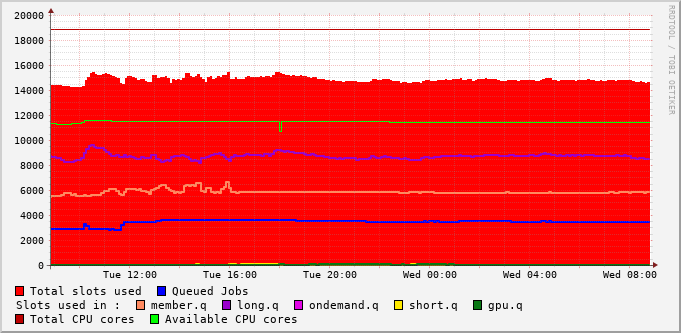 20000
18000
16000
14000
12000
10000
8000
6000
4000
2000
0
Tue 12:00 Tue 16:00 Tue 20:00 Wed 00:00 Wed 04:00 Wed 08:00
Total slots used Queued Jobs
Slots used in : member.q long.q ondemand.q short.q gpu.q
Total CPU cores Available CPU cores
RRDTOOL / TOBI OETIKER